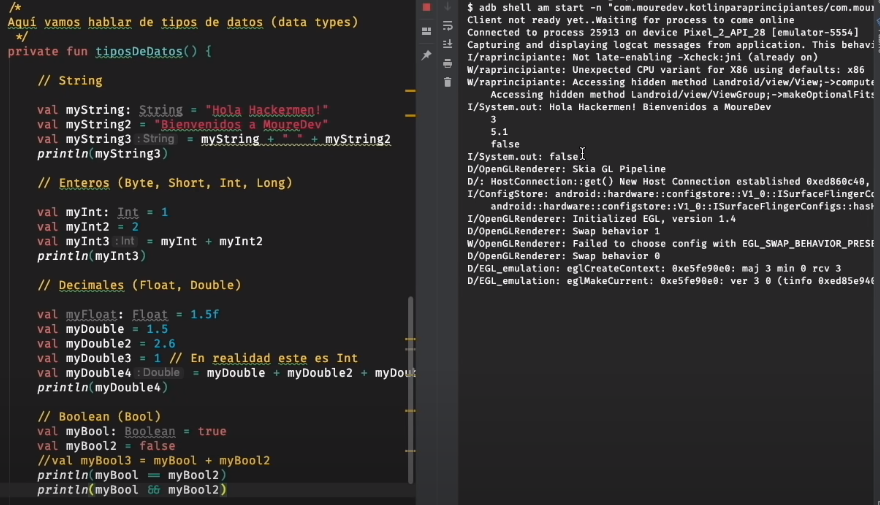 /*
Aquí vamos hablar de tipos de datos (data types)
*/
private fun tiposDeDatos() {
// String
val myString: String = "Hola Hackermen!"
val myString2 = "Bienvenidos a MoureDev"
val myString3 :String = myString + " " + myString2
println(myString3)
// Enteros (Byte, Short, Int, Long)
val myInt: Int = 1
val myInt2 = 2
val myInt3 :Int = myInt + myInt2
println(myInt3)
// Decimales (Float, Double)
val myFloat: Float = 1.5f
val myDouble = 1.5
val myDouble2 = 2.6
val myDouble3 = 1 // En realidad este es Int
val myDouble4 :Double = myDouble + myDouble2 + myDou
println(myDouble4)
// Boolean (Bool)
val myBool: Boolean = true
val myBool2 = false
//val myBool3 = myBool + myBool2
println(myBool == myBool2)
println(myBool && myBool2)
$ adb shell am start -n "com.mouredev.kotlinparaprincipiantes/com.mour
Client not ready yet..Waiting for process to come online
Connected to process 25913 on device Pixel_2_API_28 [emulator-5554]
Capturing and displaying logcat messages from application. This behavi
I/raprincipiante: Not late-enabling -Xcheck:jni (already on)
W/raprincipiante: Unexpected CPU variant for X86 using defaults: x86
W/raprincipiante: Accessing hidden method Landroid/view/View;->compute
Accessing hidden method Landroid/view/ViewGroup;->makeOptionalFits
I/System.out: Hola Hackermen! Bienvenidos a MoureDev
3
5.1
false
I/System.out: false
D/OpenGLRenderer: Skia GL Pipeline
D/: HostConnection::get() New Host Connection established 0xed860c40,
I/ConfigStore: android::hardware::configstore::V1_0::ISurfaceFlingerCo
android::hardware::configstore::V1_0::ISurfaceFlingerConfigs::hasH
I/OpenGLRenderer: Initialized EGL, version 1.4
D/OpenGLRenderer: Swap behavior 1
W/OpenGLRenderer: Failed to choose config with EGL_SWAP_BEHAVIOR_PRESE
D/OpenGLRenderer: Swap behavior 0
D/EGL_emulation: eglCreateContext: 0xe5fe90e0: maj 3 min 0 rcv 3
D/EGL_emulation: eglMakeCurrent: 0xe5fe90e0: ver 3 0 (tinfo 0xed85e940